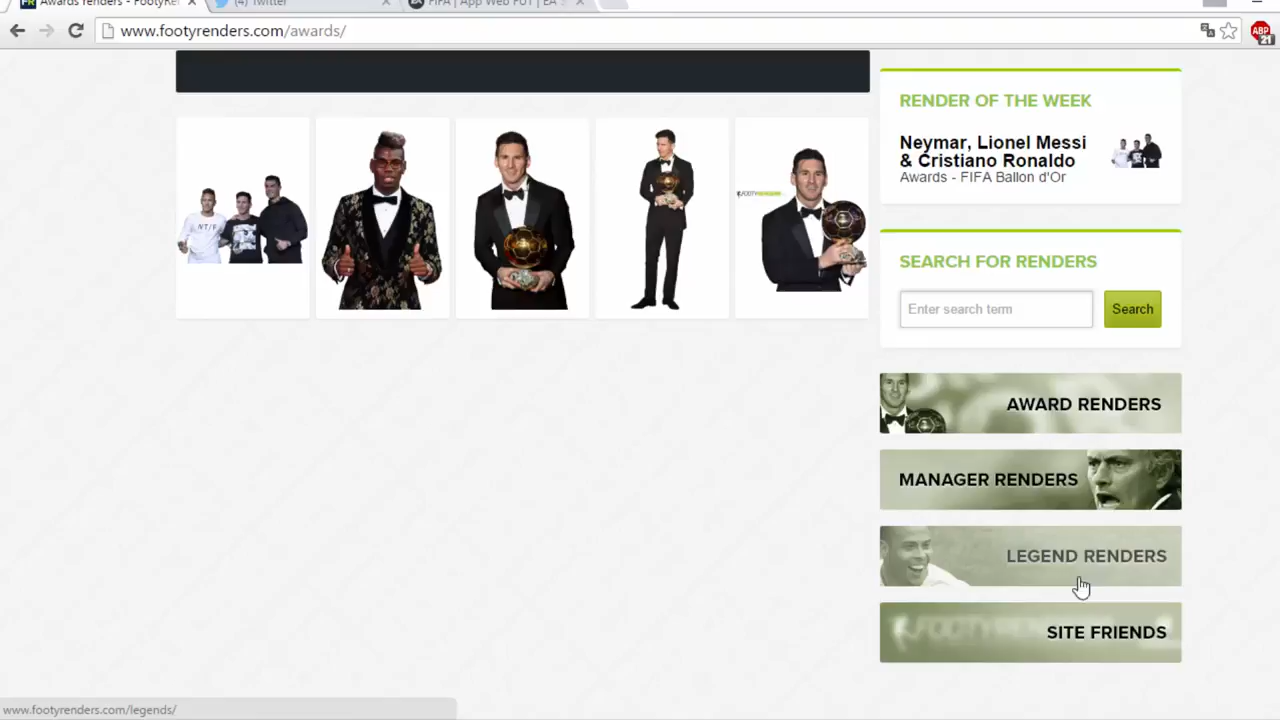 Awards renders - FootyRe
(4) Twitter
FIFA | App Web FUT | EA S
www.footyrenders.com/awards/
ABP
21
RENDER OF THE WEEK
Neymar, Lionel Messi
& Cristiano Ronaldo
Awards - FIFA Ballon d'Or
SEARCH FOR RENDERS
Enter search term
Search
AWARD RENDERS
MANAGER RENDERS
LEGEND RENDERS
SITE FRIENDS
www.footyrenders.com/legends/